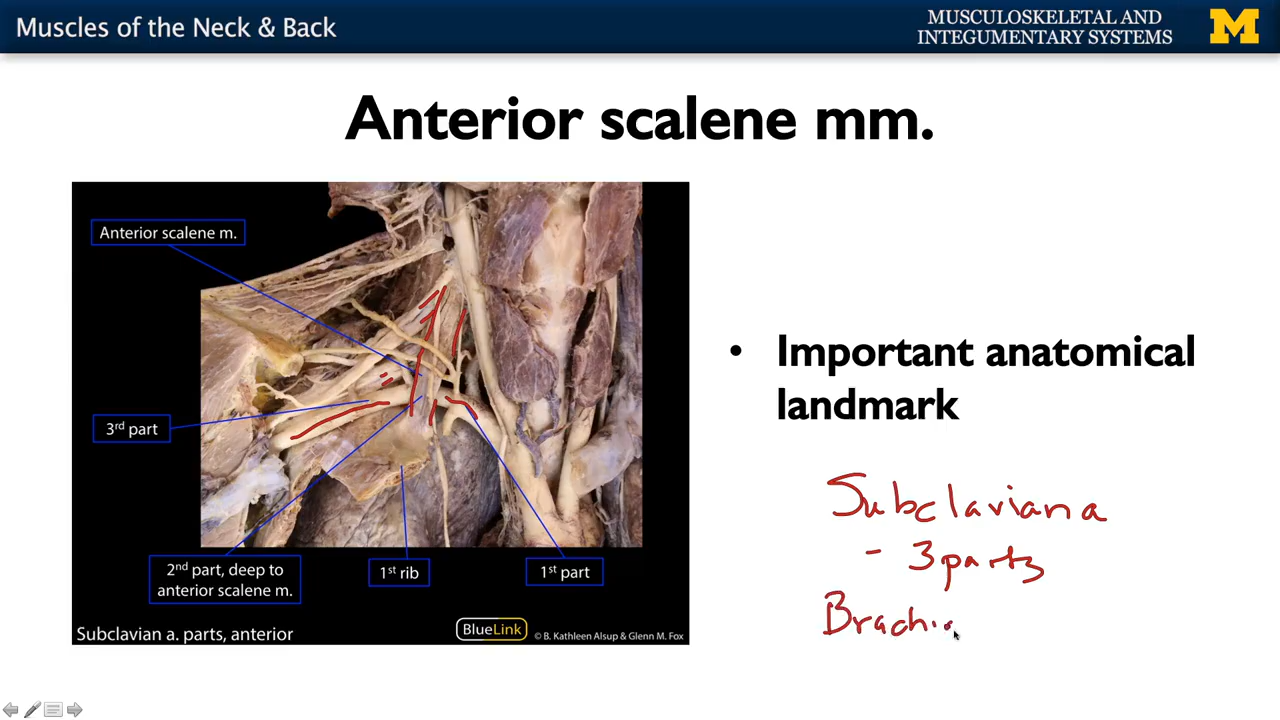 Muscles of the Neck & Back
MUSCULOSKELETAL AND
INTEGUMENTARY SYSTEMS
M
Anterior scalene mm.
Anterior scalene m.
3rd part
2nd part, deep to
anterior scalene m.
1st rib
1st part
Subclavian a. parts, anterior
BlueLink
© B. Kathleen Alsup & Glenn M. Fox
• Important anatomical
landmark
Subclavian a
- 3 parts
Brachi